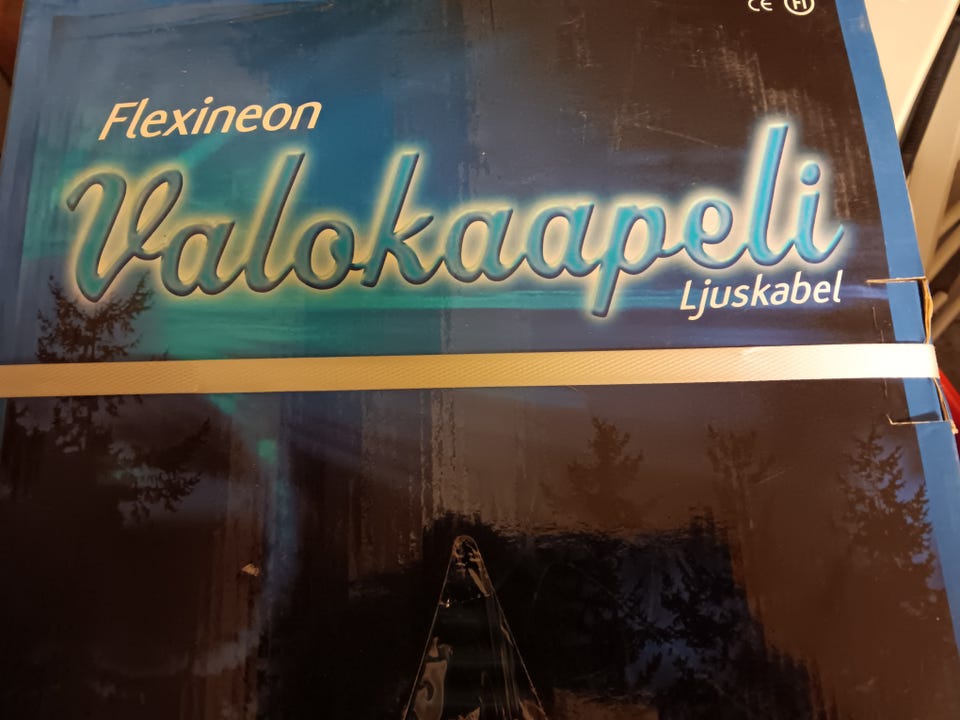 CE FI
Flexineon
Valokaapeli
Ljuskabel